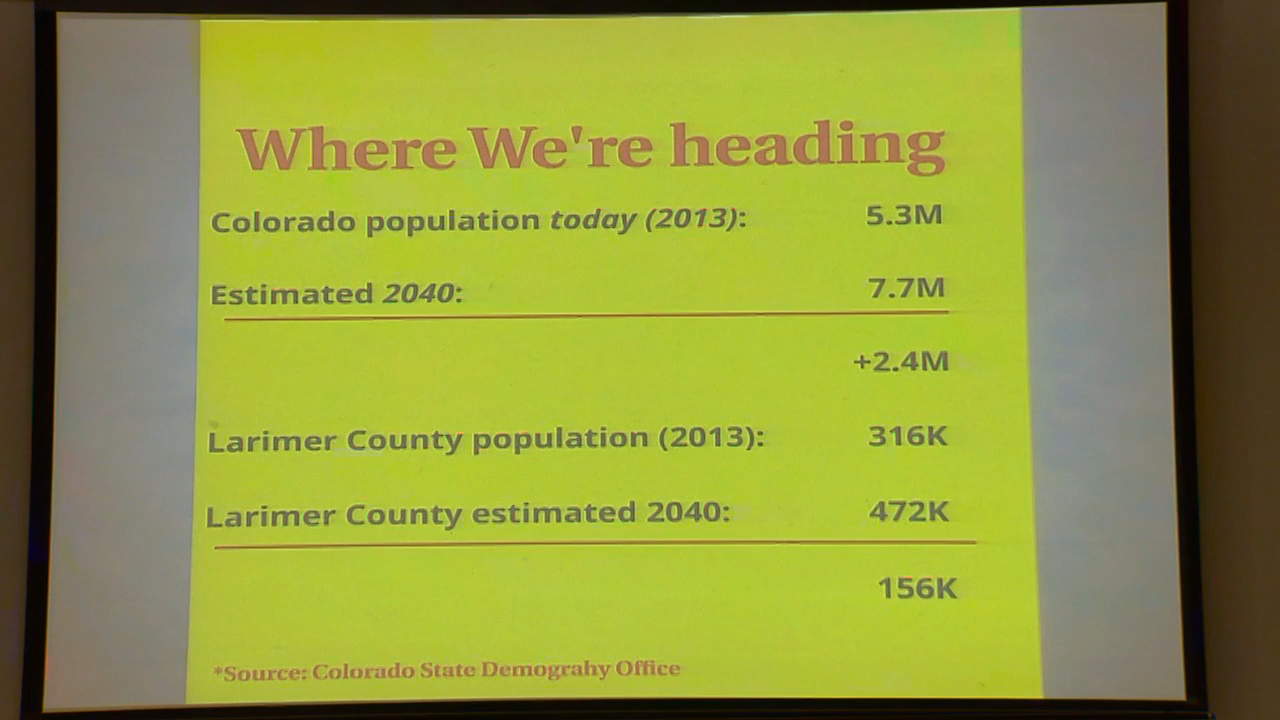 Where We're heading
Colorado population today (2013): 5.3M
Estimated 2040: 7.7M
+2.4M
Larimer County population (2013): 316K
Larimer County estimated 2040: 472K
156K
*Source: Colorado State Demograhy Office